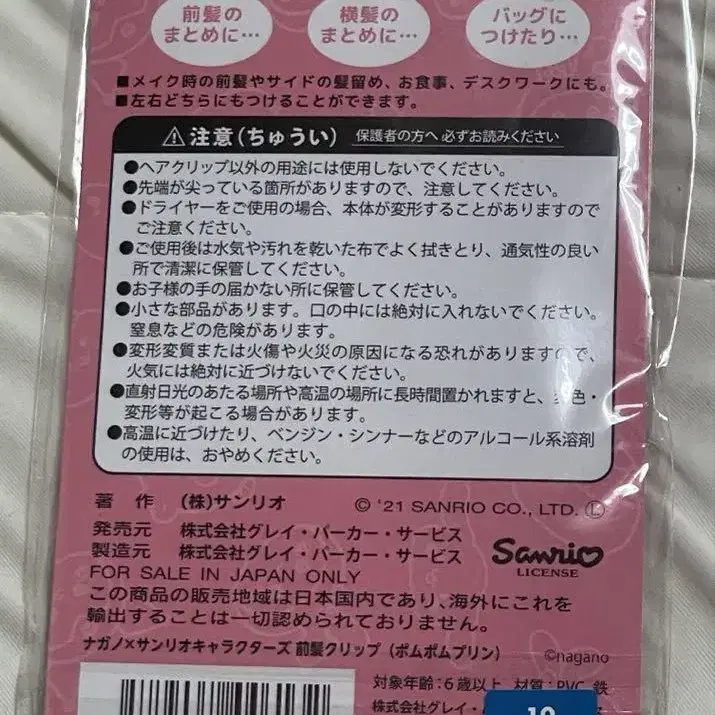 前髪の
まとめに…
横髪の
まとめに…
バッグに
つけたり…
■メイク時の前髪やサイドの髪留め、お食事、デスクワークにも。
■左右どちらにもつけることができます。
⚠注意(ちゅうい) 保護者の方へ 必ずお読みください
●ヘアクリップ以外の用途には使用しないでください。
●先端が尖っている箇所がありますので、注意してください。
●ドライヤーをご使用の場合、本体が変形することがありますので
ご注意ください。
●ご使用後は水気や汚れを乾いた布でよく拭きとり、通気性の良い
所で清潔に保管してください。
●お子様の手の届かない所に保管してください。
●小さな部品があります。口の中には絶対に入れないでください。
窒息などの危険があります。
●変形変質または火傷や火災の原因になる恐れがありますので、
火気には絶対に近づけないでください。
●直射日光のあたる場所や高温の場所に長時間置かれますと、変色・
変形等が起こる場合があります。
●高温に近づけたり、ベンジン・シンナーなどのアルコール系溶剤
の使用は、おやめください。
著 作 (株)サンリオ © '21 SANRIO CO., LTD. Ⓛ
発売元 株式会社グレイ・パーカー・サービス
製造元 株式会社グレイ・パーカー・サービス
Sanrio
LICENSE
FOR SALE IN JAPAN ONLY
この商品の販売地域は日本国内であり、海外にこれを
輸出することは一切認められておりません。
ナガノ×サンリオキャラクターズ 前髪クリップ (ポムポムプリン) ©nagano
対象年齢:6歳以上 材質:PVC、鉄
株式会社グレイ・
10